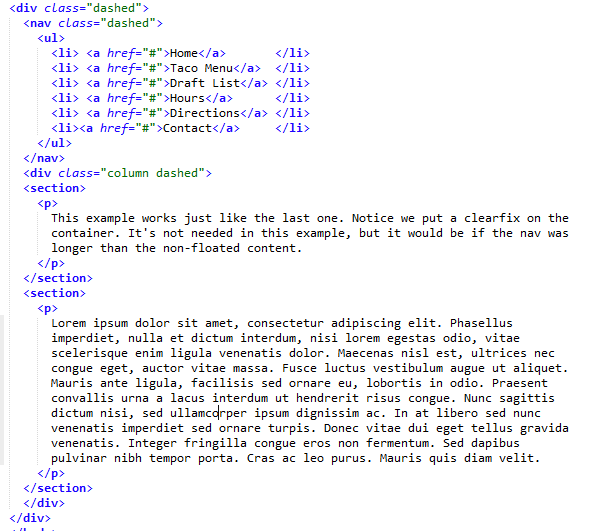 <div class="dashed">
  <nav class="dashed">
    <ul>
      <li> <a href="#">Home</a>       </li>
      <li> <a href="#">Taco Menu</a>  </li>
      <li> <a href="#">Draft List</a> </li>
      <li> <a href="#">Hours</a>      </li>
      <li> <a href="#">Directions</a> </li>
      <li><a href="#">Contact</a>     </li>
    </ul>
  </nav>
  <div class="column dashed">
  <section>
    <p>
      This example works just like the last one. Notice we put a clearfix on the
      container. It's not needed in this example, but it would be if the nav was
      longer than the non-floated content.
    </p>
  </section>
  <section>
    <p>
      Lorem ipsum dolor sit amet, consectetur adipiscing elit. Phasellus
      imperdiet, nulla et dictum interdum, nisi lorem egestas odio, vitae
      scelerisque enim ligula venenatis dolor. Maecenas nisl est, ultrices nec
      congue eget, auctor vitae massa. Fusce luctus vestibulum augue ut aliquet.
      Mauris ante ligula, facilisis sed ornare eu, lobortis in odio. Praesent
      convallis urna a lacus interdum ut hendrerit risus congue. Nunc sagittis
      dictum nisi, sed ullamcorper ipsum dignissim ac. In at libero sed nunc
      venenatis imperdiet sed ornare turpis. Donec vitae dui eget tellus gravida
      venenatis. Integer fringilla congue eros non fermentum. Sed dapibus
      pulvinar nibh tempor porta. Cras ac leo purus. Mauris quis diam velit.
    </p>
  </section>
  </div>
</div>